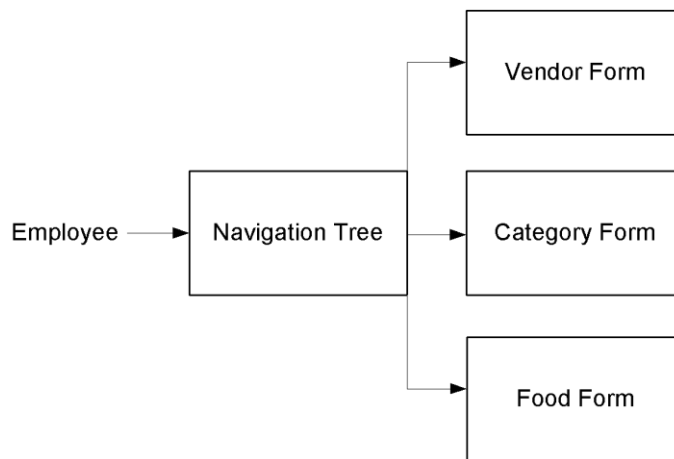 Vendor Form
Employee
Navigation Tree
Category Form
Food Form